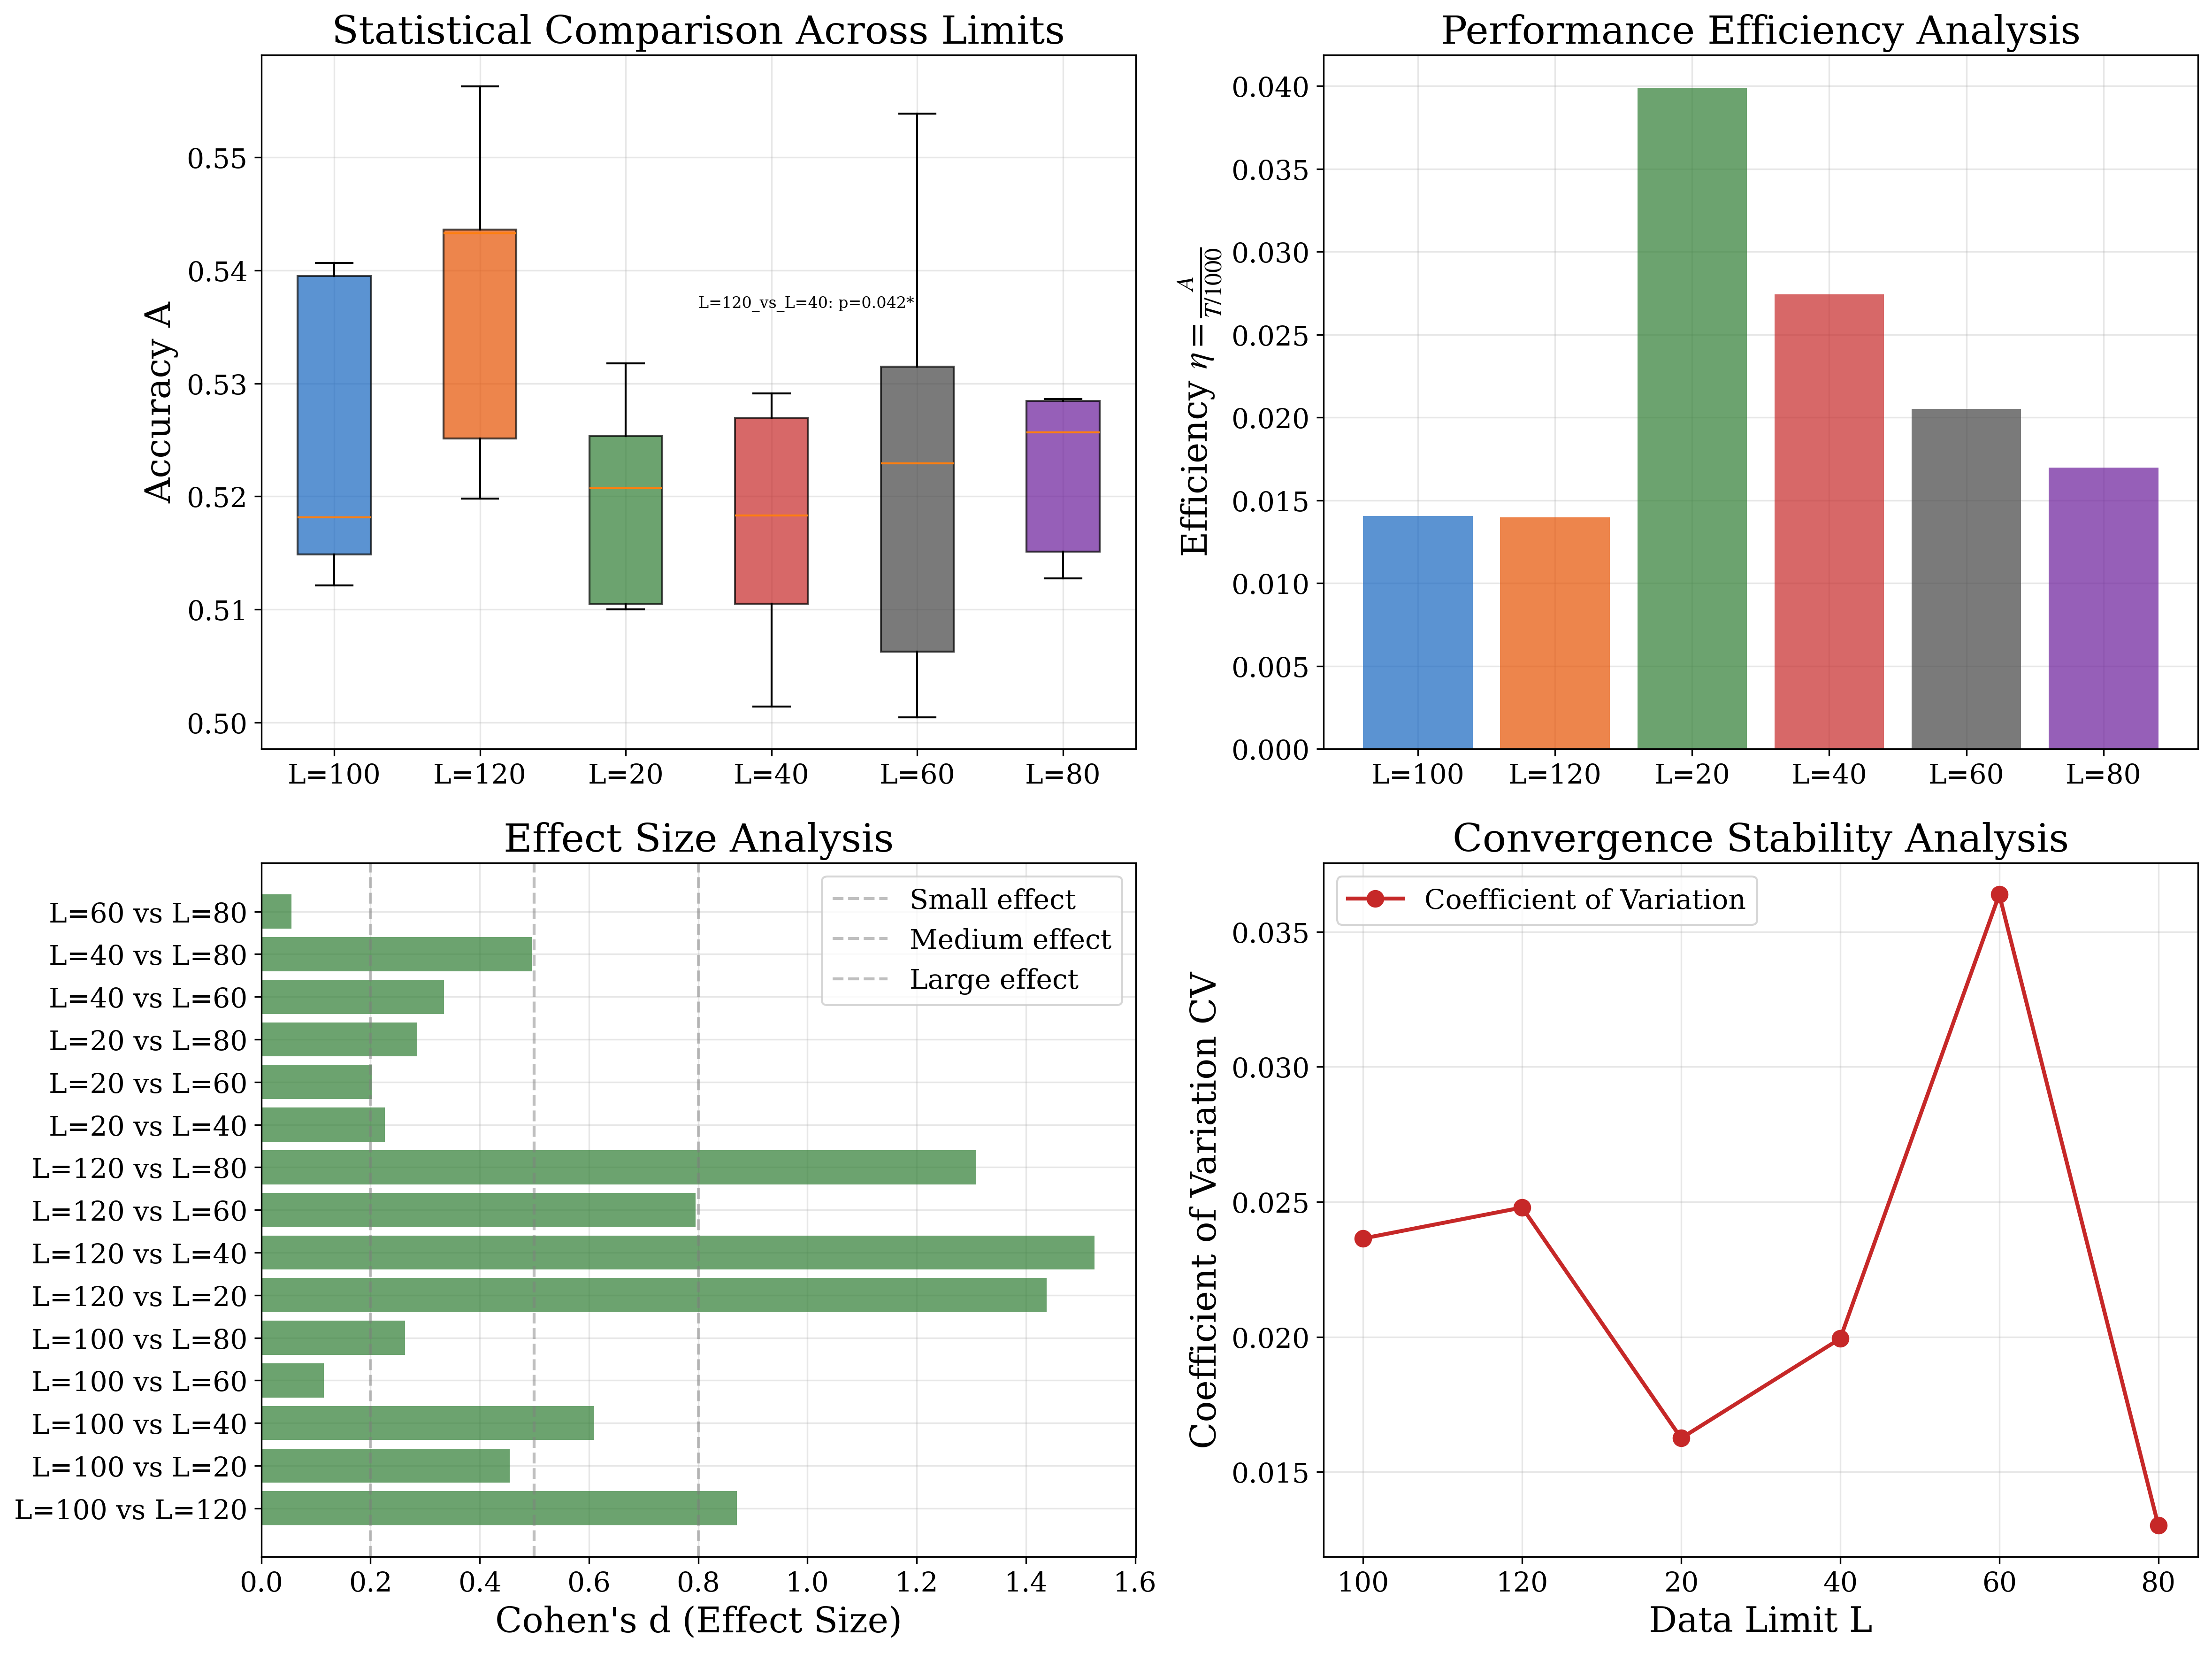 Statistical Comparison Across Limits
Accuracy A
0.55
0.54
0.53
0.52
0.51
0.50
L=120_vs_L=40: p=0.042*
L=100
L=120
L=20
L=40
L=60
L=80
Performance Efficiency Analysis
Efficiency η = A / T/1000
0.040
0.035
0.030
0.025
0.020
0.015
0.010
0.005
0.000
L=100
L=120
L=20
L=40
L=60
L=80
Effect Size Analysis
Small effect
Medium effect
Large effect
L=60 vs L=80
L=40 vs L=80
L=40 vs L=60
L=20 vs L=80
L=20 vs L=60
L=20 vs L=40
L=120 vs L=80
L=120 vs L=60
L=120 vs L=40
L=120 vs L=20
L=100 vs L=80
L=100 vs L=60
L=100 vs L=40
L=100 vs L=20
L=100 vs L=120
0.0
0.2
0.4
0.6
0.8
1.0
1.2
1.4
1.6
Cohen's d (Effect Size)
Convergence Stability Analysis
Coefficient of Variation
Coefficient of Variation CV
0.035
0.030
0.025
0.020
0.015
100
120
20
40
60
80
Data Limit L